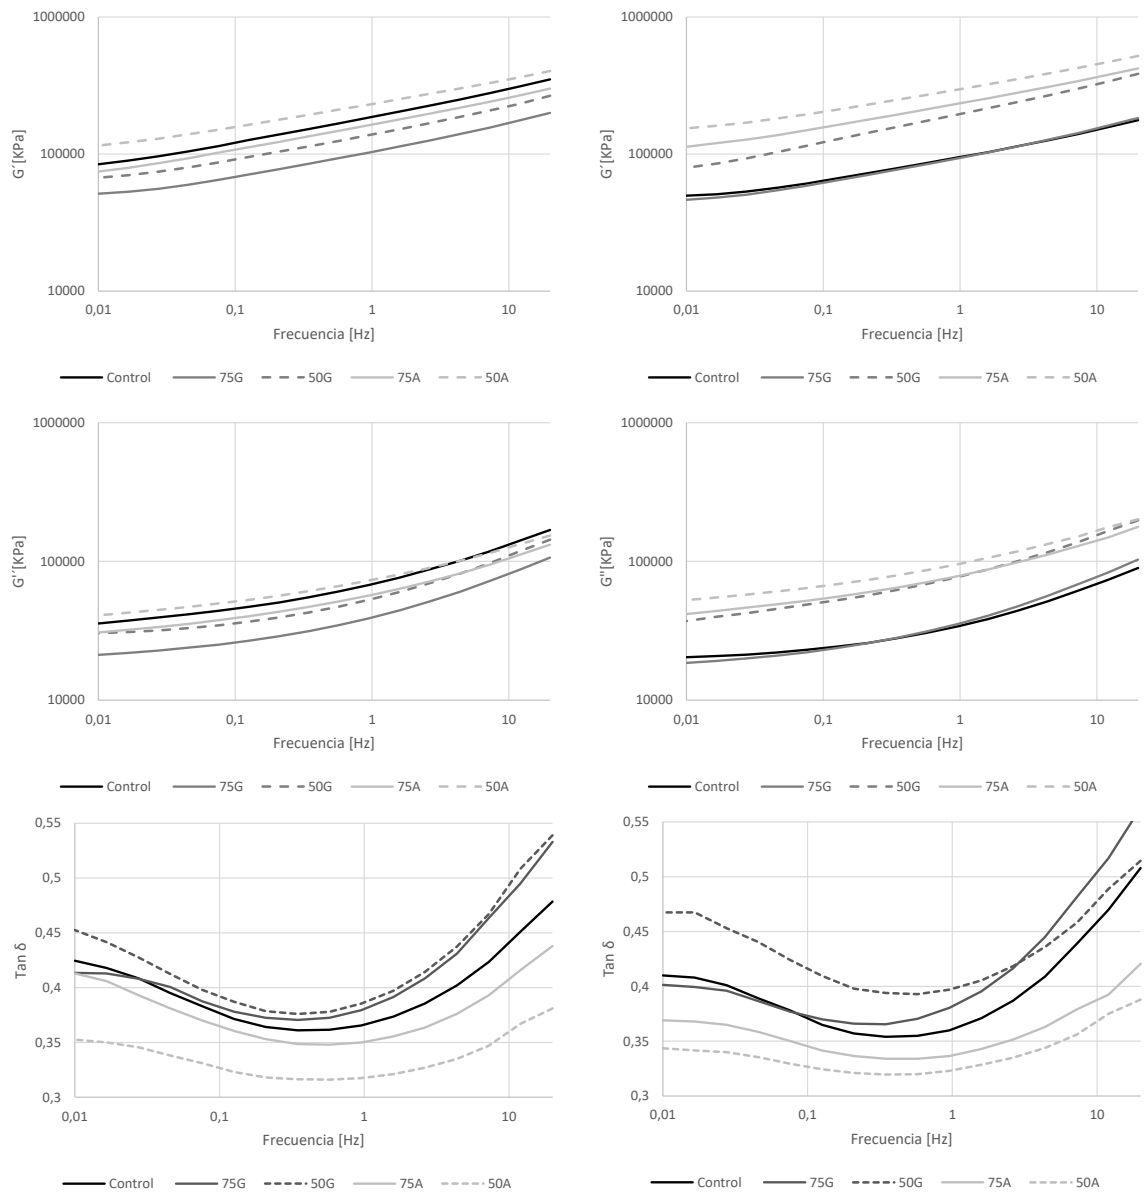 1000000
100000
10000
G´[KPa]
0,01 0,1 1 10
Frecuencia [Hz]
Control 75G 50G 75A 50A
1000000
100000
10000
G´[KPa]
0,01 0,1 1 10
Frecuencia [Hz]
Control 75G 50G 75A 50A
1000000
100000
10000
G´´[KPa]
0,01 0,1 1 10
Frecuencia [Hz]
Control 75G 50G 75A 50A
1000000
100000
10000
G"[KPa]
0,01 0,1 1 10
Frecuencia [Hz]
Control 75G 50G 75A 50A
0,55
0,5
0,45
0,4
0,35
0,3
Tan δ
0,01 0,1 1 10
Frecuencia [Hz]
Control 75G 50G 75A 50A
0,55
0,5
0,45
0,4
0,35
0,3
Tan δ
0,01 0,1 1 10
Frecuencia [Hz]
Control 75G 50G 75A 50A